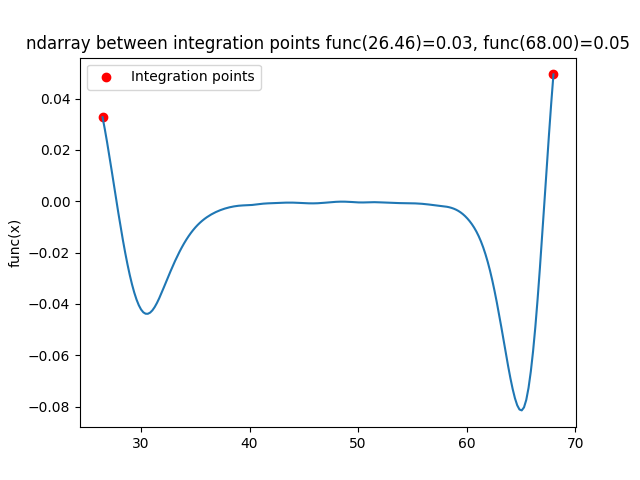 ndarray between integration points func(26.46)=0.03, func(68.00)=0.05
Integration points
0.04
0.02
0.00
−0.02
−0.04
−0.06
−0.08
func(x)
30 40 50 60 70